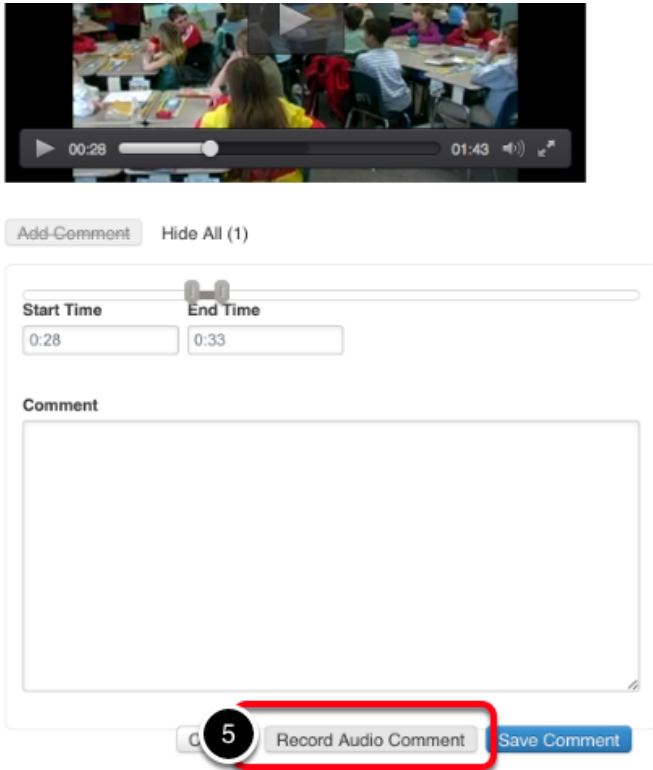 00:28 01:43
Add Comment Hide All (1)
Start Time End Time
0:28 0:33
Comment
5 Record Audio Comment Save Comment